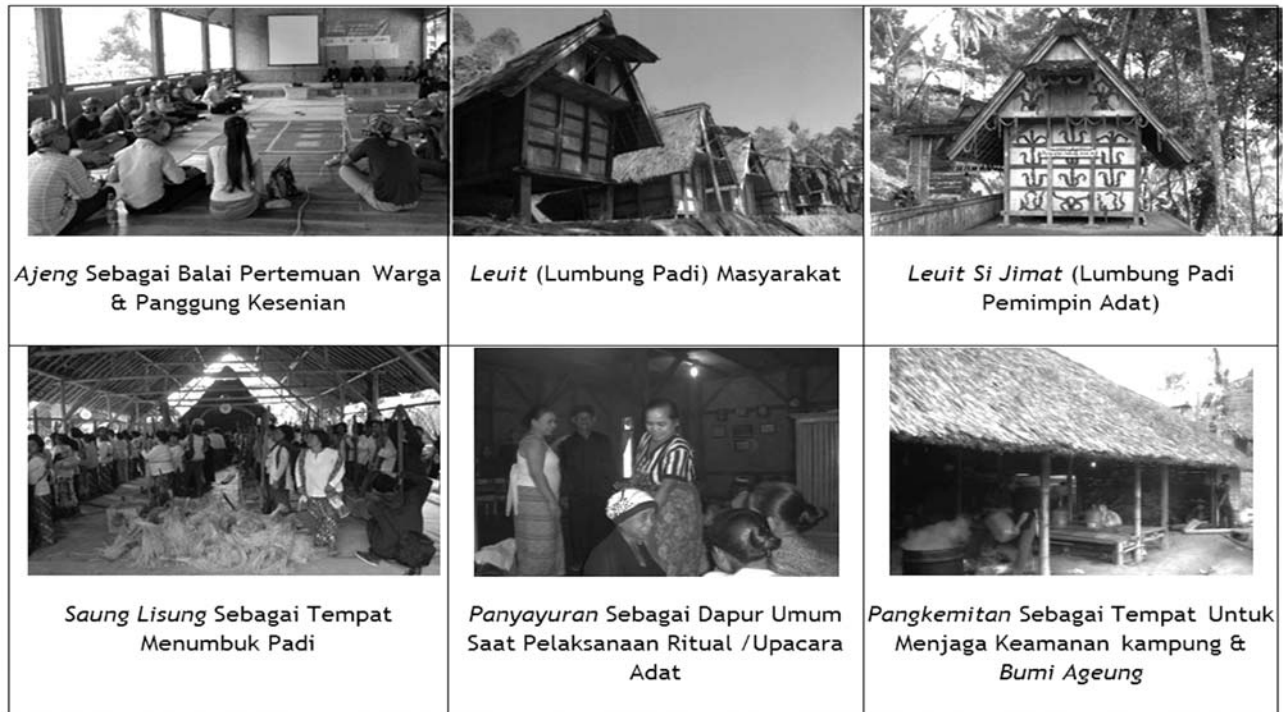 Ajeng Sebagai Balai Pertemuan Warga
& Panggung Kesenian
Leuit (Lumbung Padi) Masyarakat
Leuit Si Jimat (Lumbung Padi
Pemimpin Adat)
Saung Lisung Sebagai Tempat
Menumbuk Padi
Panyayuran Sebagai Dapur Umum
Saat Pelaksanaan Ritual /Upacara
Adat
Pangkemitan Sebagai Tempat Untuk
Menjaga Keamanan kampung &
Bumi Ageung